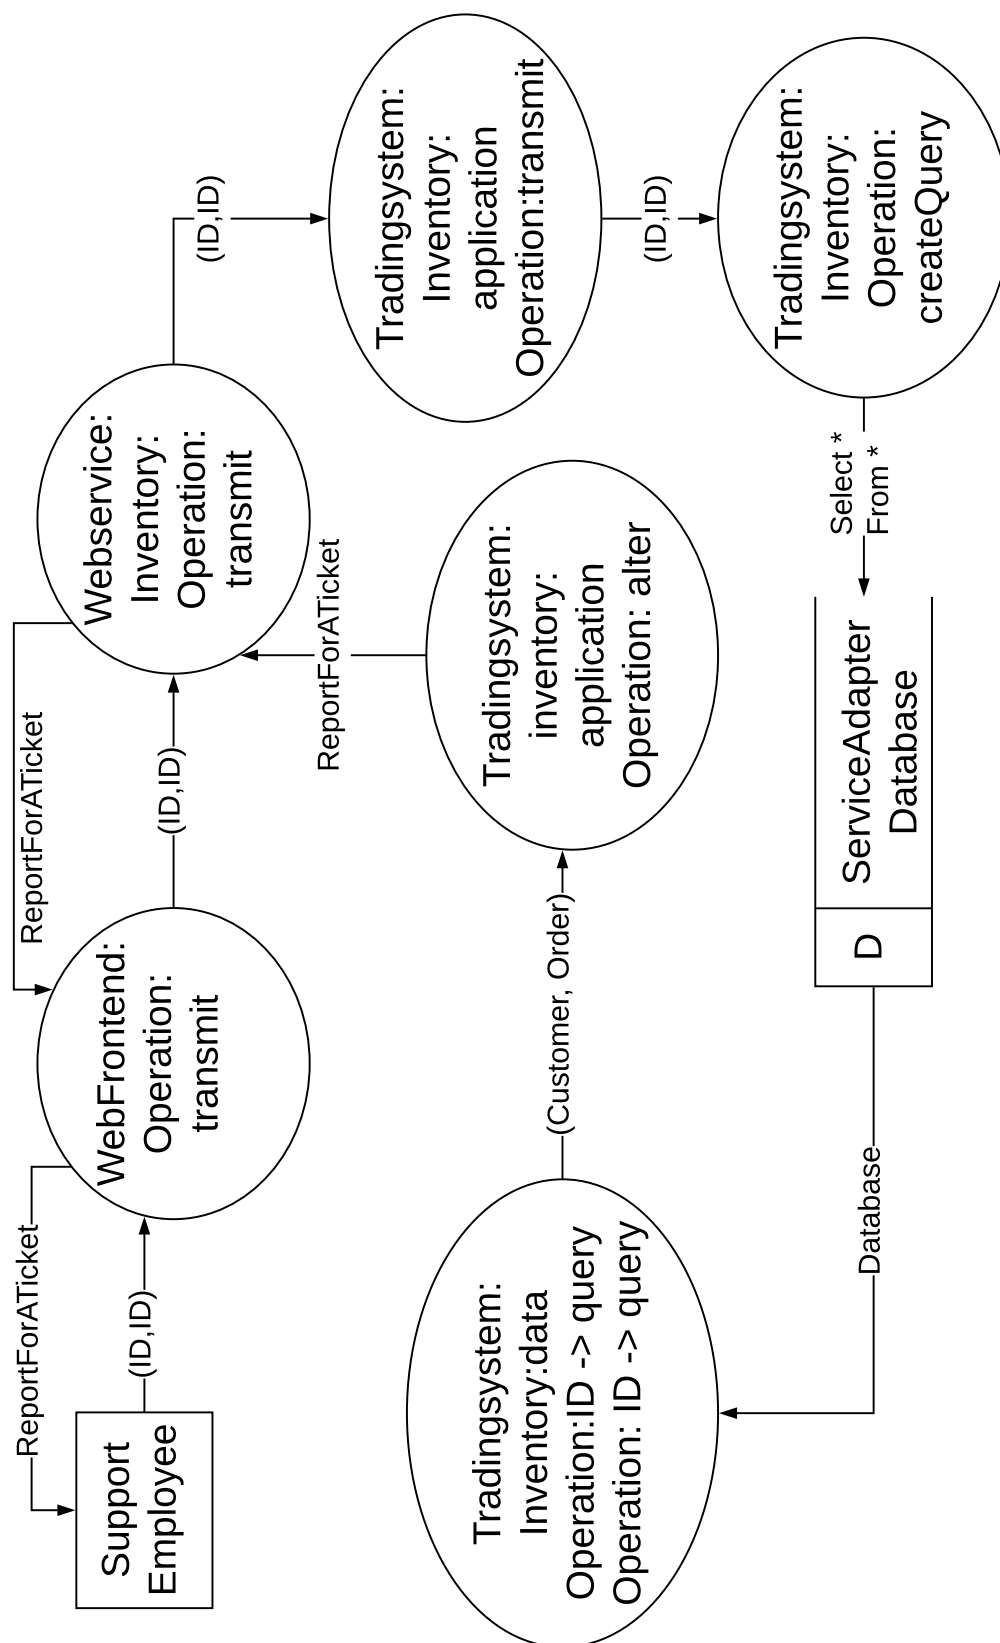 Support
Employee
ReportForATicket
(ID,ID)
WebFrontend:
Operation:
transmit
ReportForATicket
(ID,ID)
Webservice:
Inventory:
Operation:
transmit
(ID,ID)
Tradingsystem:
Inventory:
application
Operation:transmit
(ID,ID)
Tradingsystem:
Inventory:
Operation:
createQuery
Select *
From *
D
ServiceAdapter
Database
Database
Tradingsystem:
Inventory:data
Operation:ID -> query
Operation: ID -> query
(Customer, Order)
Tradingsystem:
inventory:
application
Operation: alter
ReportForATicket